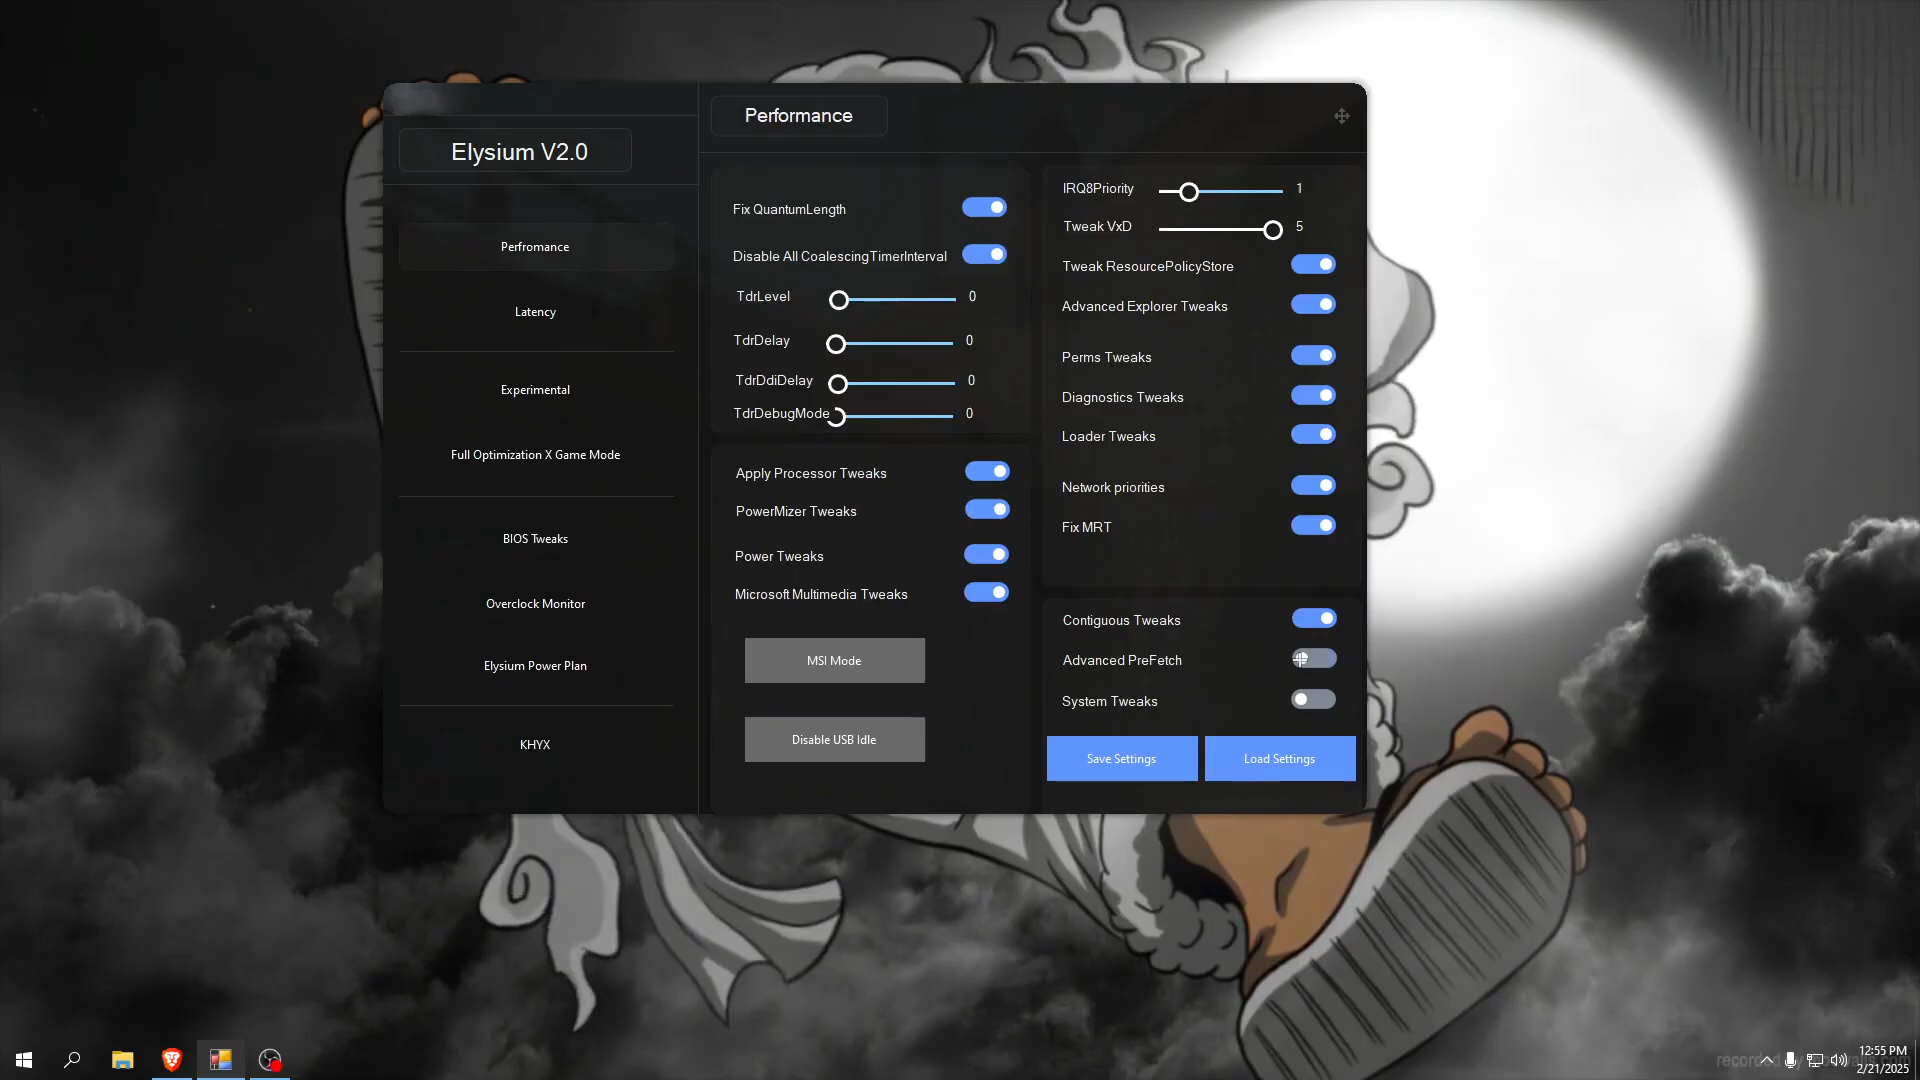 Elysium V2.0
Perfromance
Latency
Experimental
Full Optimization X Game Mode
BIOS Tweaks
Overclock Monitor
Elysium Power Plan
KHYX
Performance
Fix QuantumLength
Disable All CoalescingTimerInterval
TdrLevel 0
TdrDelay 0
TdrDdiDelay 0
TdrDebugMode 0
Apply Processor Tweaks
PowerMizer Tweaks
Power Tweaks
Microsoft Multimedia Tweaks
MSI Mode
Disable USB Idle
IRQ8Priority 1
Tweak VxD 5
Tweak ResourcePolicyStore
Advanced Explorer Tweaks
Perms Tweaks
Diagnostics Tweaks
Loader Tweaks
Network priorities
Fix MRT
Contiguous Tweaks
Advanced PreFetch
System Tweaks
Save Settings Load Settings
12:55 PM
2/21/2025